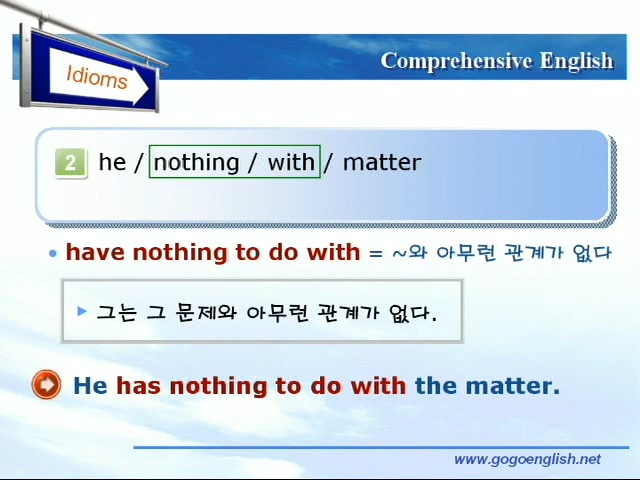 Idioms
Comprehensive English
2 he / nothing / with / matter
• have nothing to do with = ~와 아무런 관계가 없다
그는 그 문제와 아무런 관계가 없다.
He has nothing to do with the matter.
www.gogoenglish.net